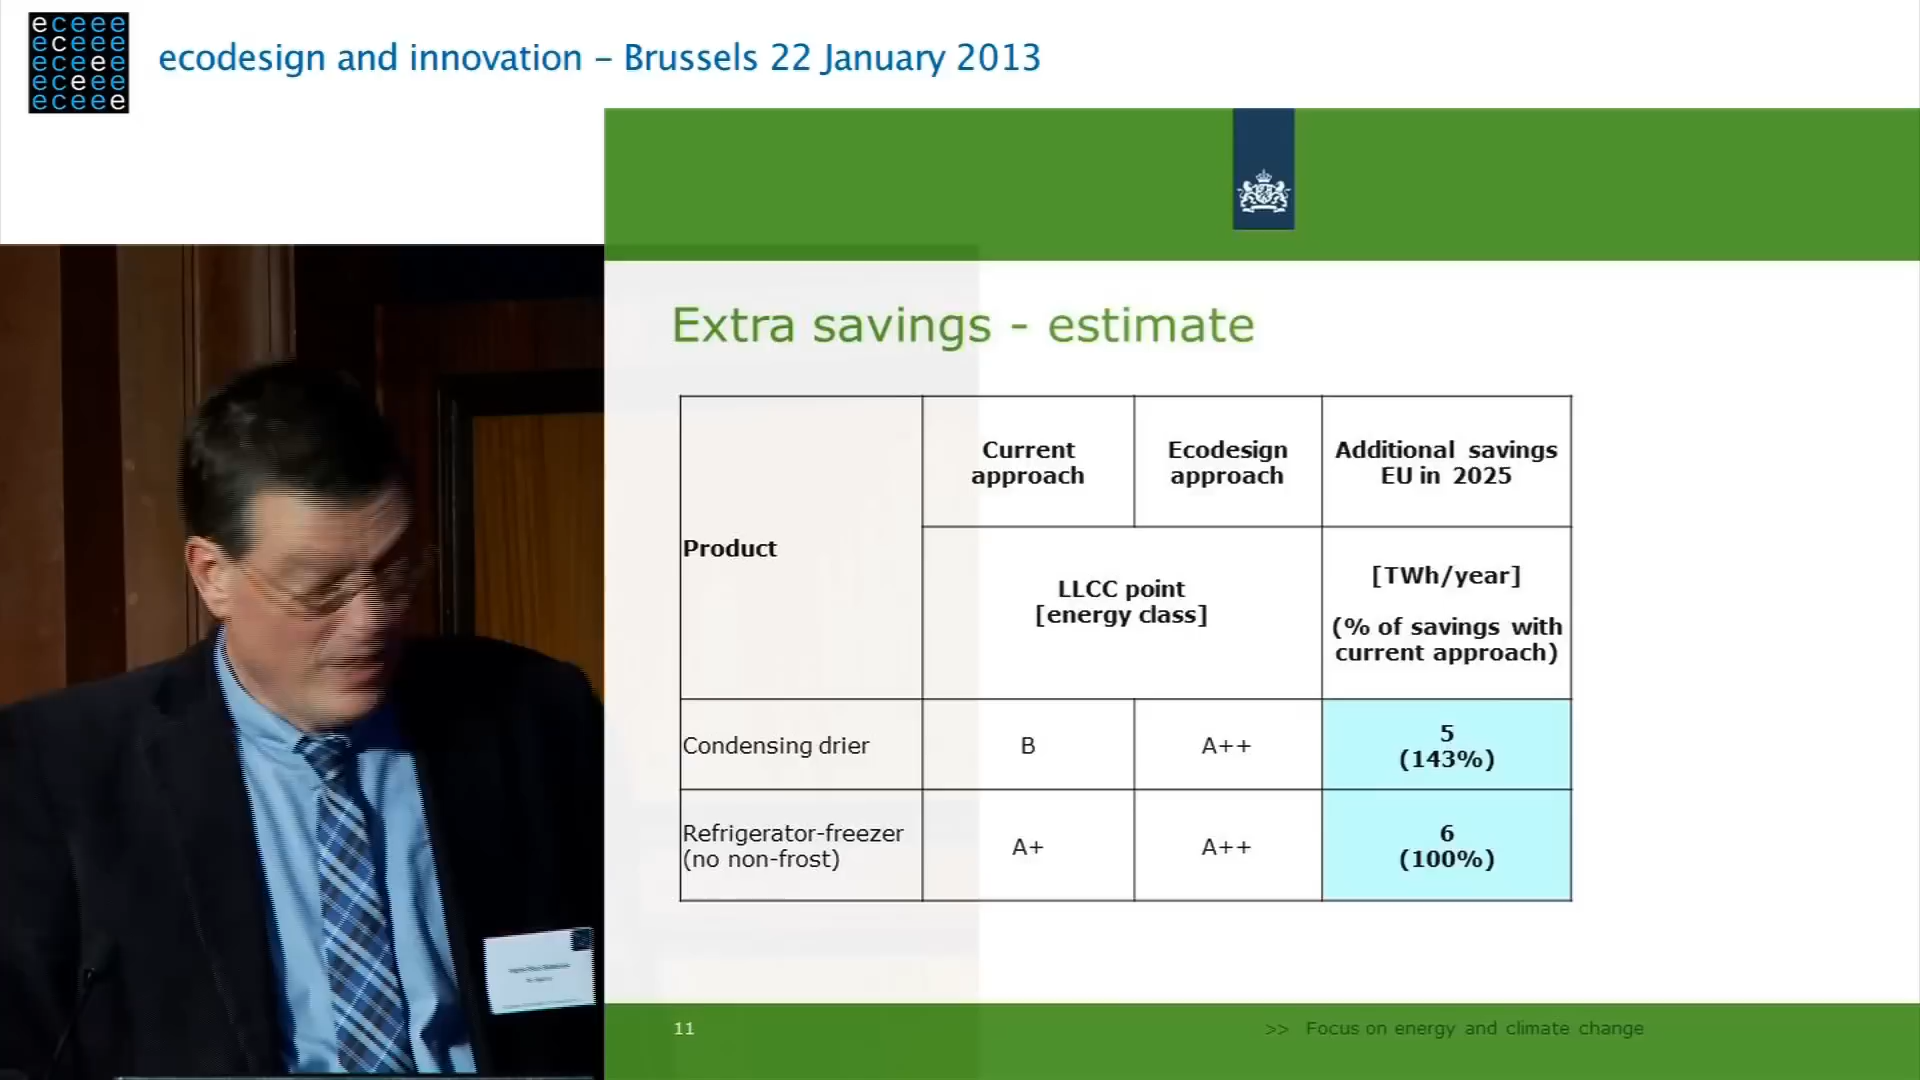 eceee
eceee
eceee
eceee
eceee
ecodesign and innovation – Brussels 22 January 2013
Extra savings - estimate
Product
Current
approach
Ecodesign
approach
Additional savings
EU in 2025
LLCC point
[energy class]
[TWh/year]
(% of savings with
current approach)
Condensing drier
B
A++
5
(143%)
Refrigerator-freezer
(no non-frost)
A+
A++
6
(100%)
11
>> Focus on energy and climate change